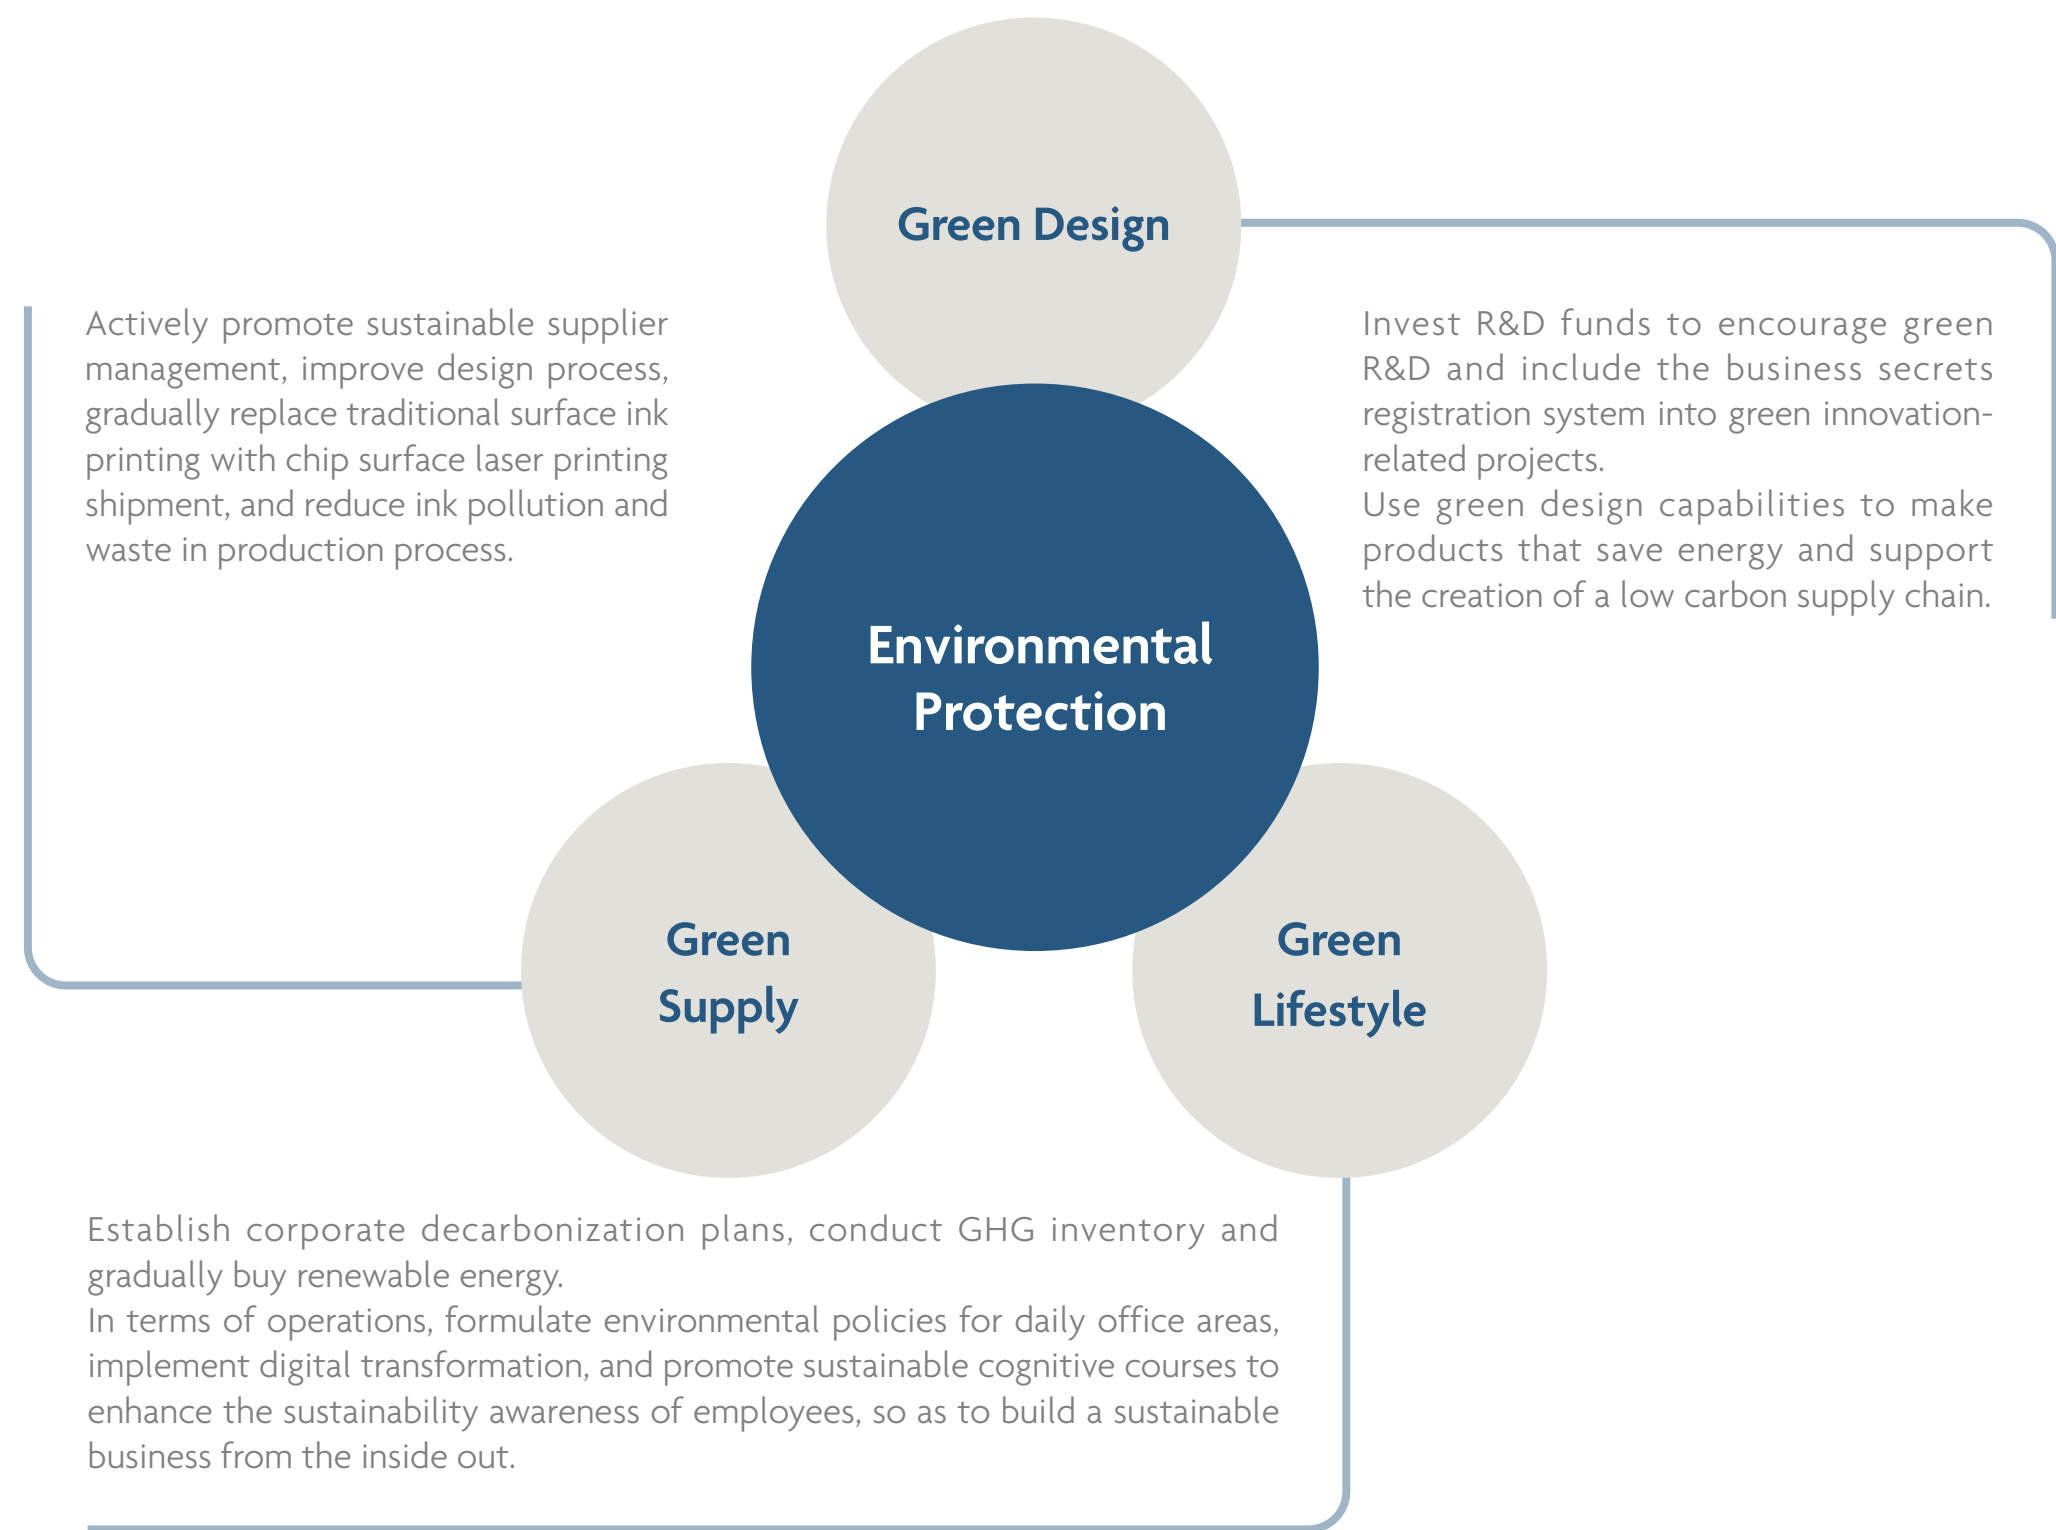 Green Design
Actively promote sustainable supplier
management, improve design process,
gradually replace traditional surface ink
printing with chip surface laser printing
shipment, and reduce ink pollution and
waste in production process.
Invest R&D funds to encourage green
R&D and include the business secrets
registration system into green innovation-
related projects.
Use green design capabilities to make
products that save energy and support
the creation of a low carbon supply chain.
Environmental
Protection
Green
Supply
Green
Lifestyle
Establish corporate decarbonization plans, conduct GHG inventory and
gradually buy renewable energy.
In terms of operations, formulate environmental policies for daily office areas,
implement digital transformation, and promote sustainable cognitive courses to
enhance the sustainability awareness of employees, so as to build a sustainable
business from the inside out.